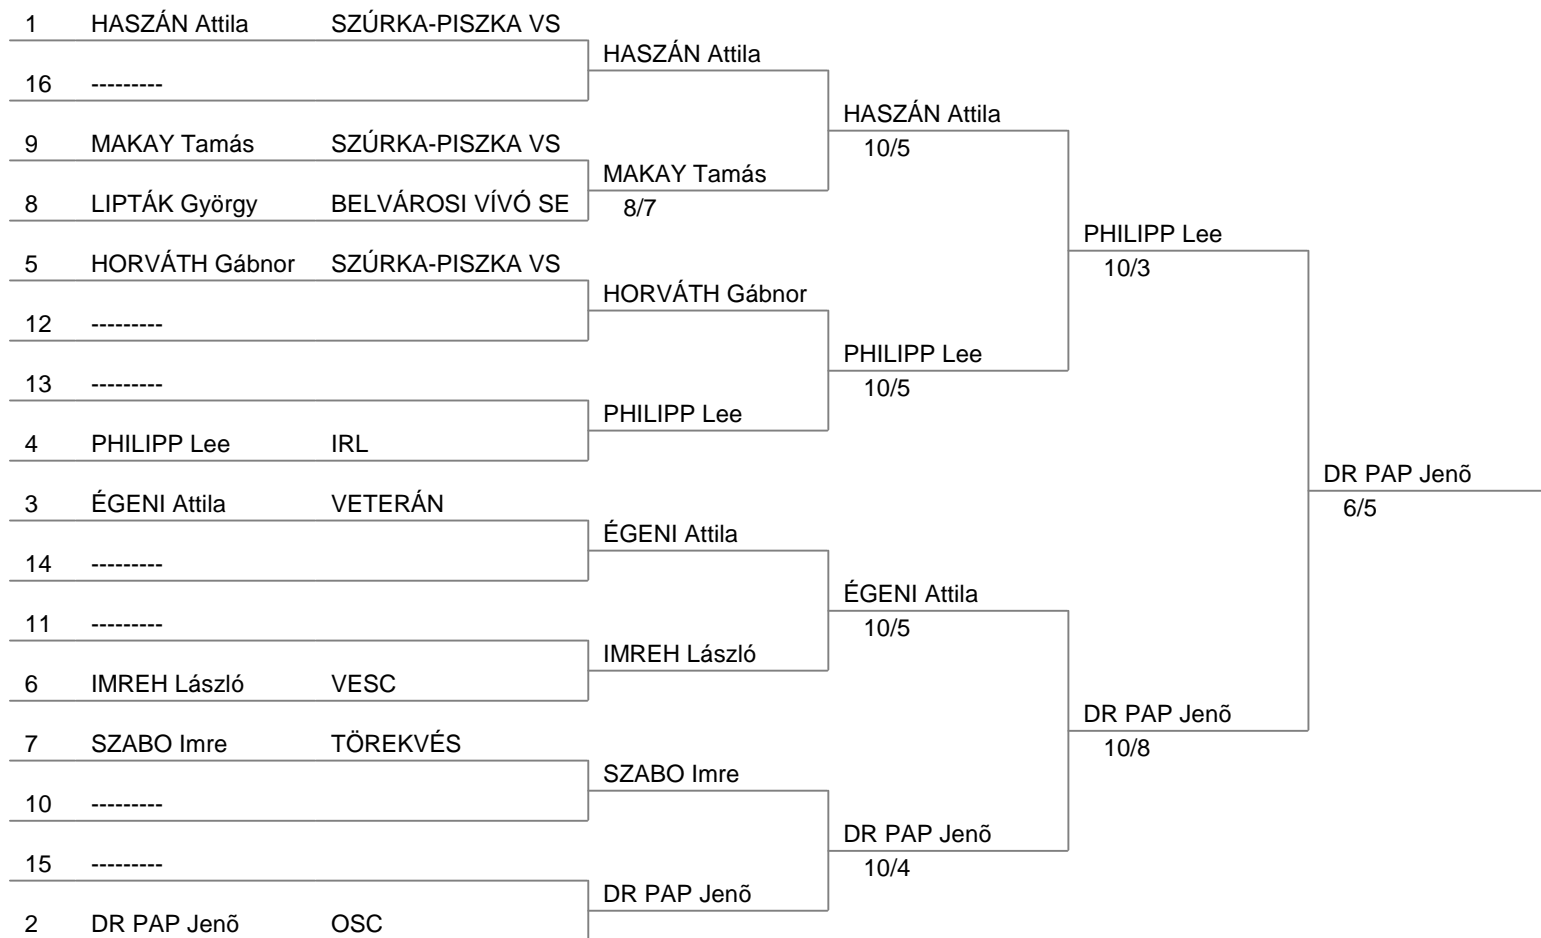 1 HASZÁN Attila SZÚRKA-PISZKA VS
HASZÁN Attila
16 ---------
HASZÁN Attila
10/5
9 MAKAY Tamás SZÚRKA-PISZKA VS
MAKAY Tamás
8/7
8 LIPTÁK György BELVÁROSI VÍVÓ SE
PHILIPP Lee
10/3
5 HORVÁTH Gábnor SZÚRKA-PISZKA VS
HORVÁTH Gábnor
12 ---------
PHILIPP Lee
10/5
13 ---------
PHILIPP Lee
4 PHILIPP Lee IRL
DR PAP Jenõ
6/5
3 ÉGENI Attila VETERÁN
ÉGENI Attila
14 ---------
ÉGENI Attila
10/5
11 ---------
IMREH László
6 IMREH László VESC
DR PAP Jenõ
10/8
7 SZABO Imre TÖREKVÉS
SZABO Imre
10 ---------
DR PAP Jenõ
10/4
15 ---------
DR PAP Jenõ
2 DR PAP Jenõ OSC